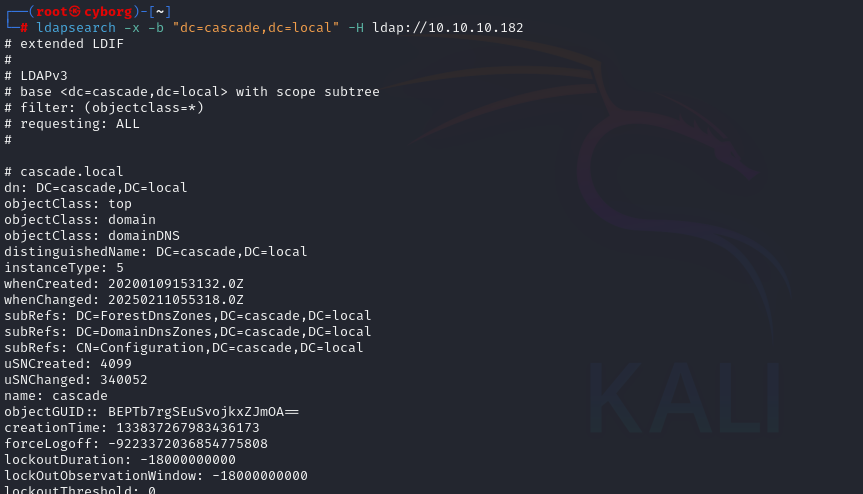 ┌──(root㉿cyborg)-[~]
└─# ldapsearch -x -b "dc=cascade,dc=local" -H ldap://10.10.10.182
# extended LDIF
#
# LDAPv3
# base <dc=cascade,dc=local> with scope subtree
# filter: (objectclass=*)
# requesting: ALL
#
# cascade.local
dn: DC=cascade,DC=local
objectClass: top
objectClass: domain
objectClass: domainDNS
distinguishedName: DC=cascade,DC=local
instanceType: 5
whenCreated: 20200109153132.0Z
whenChanged: 20250211055318.0Z
subRefs: DC=ForestDnsZones,DC=cascade,DC=local
subRefs: DC=DomainDnsZones,DC=cascade,DC=local
subRefs: CN=Configuration,DC=cascade,DC=local
uSNCreated: 4099
uSNChanged: 340052
name: cascade
objectGUID:: BEPTb7rgSEuSvojkxZJmOA==
creationTime: 133837267983436173
forceLogoff: -9223372036854775808
lockoutDuration: -18000000000
lockOutObservationWindow: -18000000000
lockoutThreshold: 0
KALI